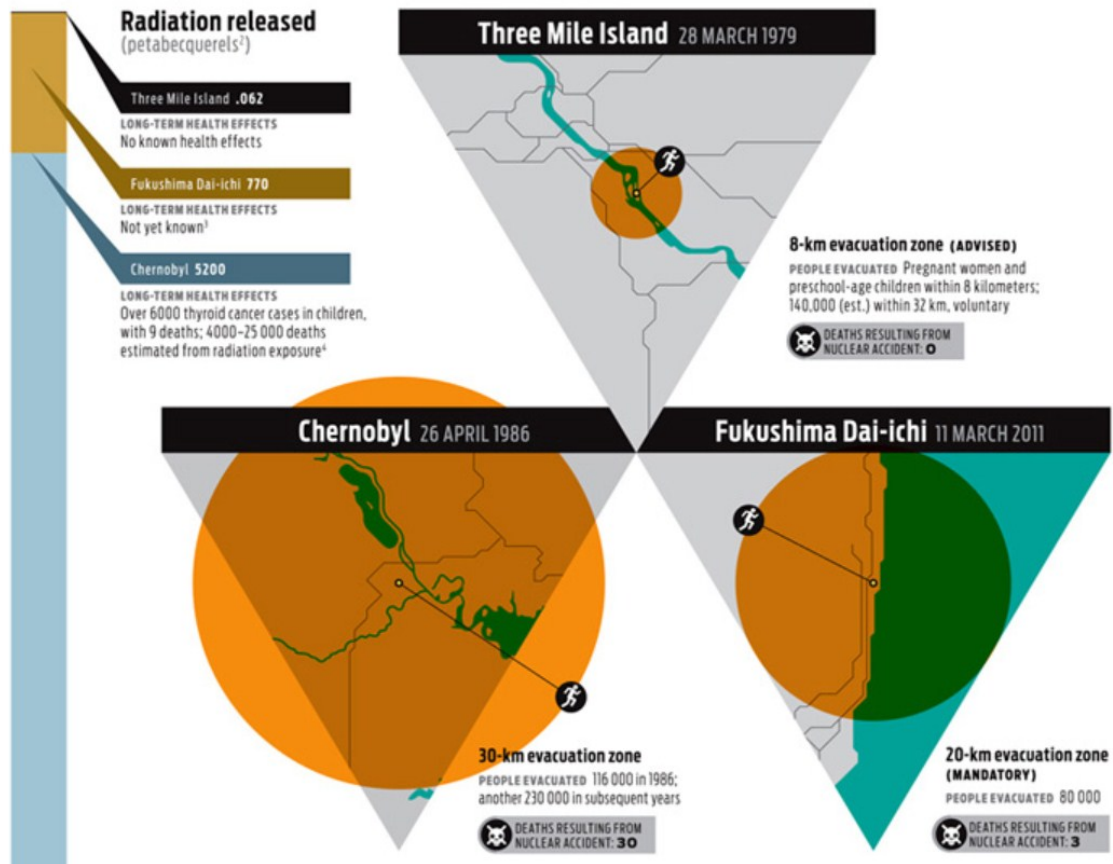 Radiation released
(petabecquerels²)
Three Mile Island .062
LONG-TERM HEALTH EFFECTS
No known health effects
Fukushima Dai-ichi 770
LONG-TERM HEALTH EFFECTS
Not yet known³
Chernobyl 5200
LONG-TERM HEALTH EFFECTS
Over 6000 thyroid cancer cases in children,
with 9 deaths; 4000–25 000 deaths
estimated from radiation exposure⁴
Three Mile Island 28 MARCH 1979
8-km evacuation zone (ADVISED)
PEOPLE EVACUATED Pregnant women and
preschool-age children within 8 kilometers;
140,000 (est.) within 32 km, voluntary
DEATHS RESULTING FROM
NUCLEAR ACCIDENT: 0
Chernobyl 26 APRIL 1986
30-km evacuation zone
PEOPLE EVACUATED 116 000 in 1986;
another 230 000 in subsequent years
DEATHS RESULTING FROM
NUCLEAR ACCIDENT: 30
Fukushima Dai-ichi 11 MARCH 2011
20-km evacuation zone
(MANDATORY)
PEOPLE EVACUATED 80 000
DEATHS RESULTING FROM
NUCLEAR ACCIDENT: 3